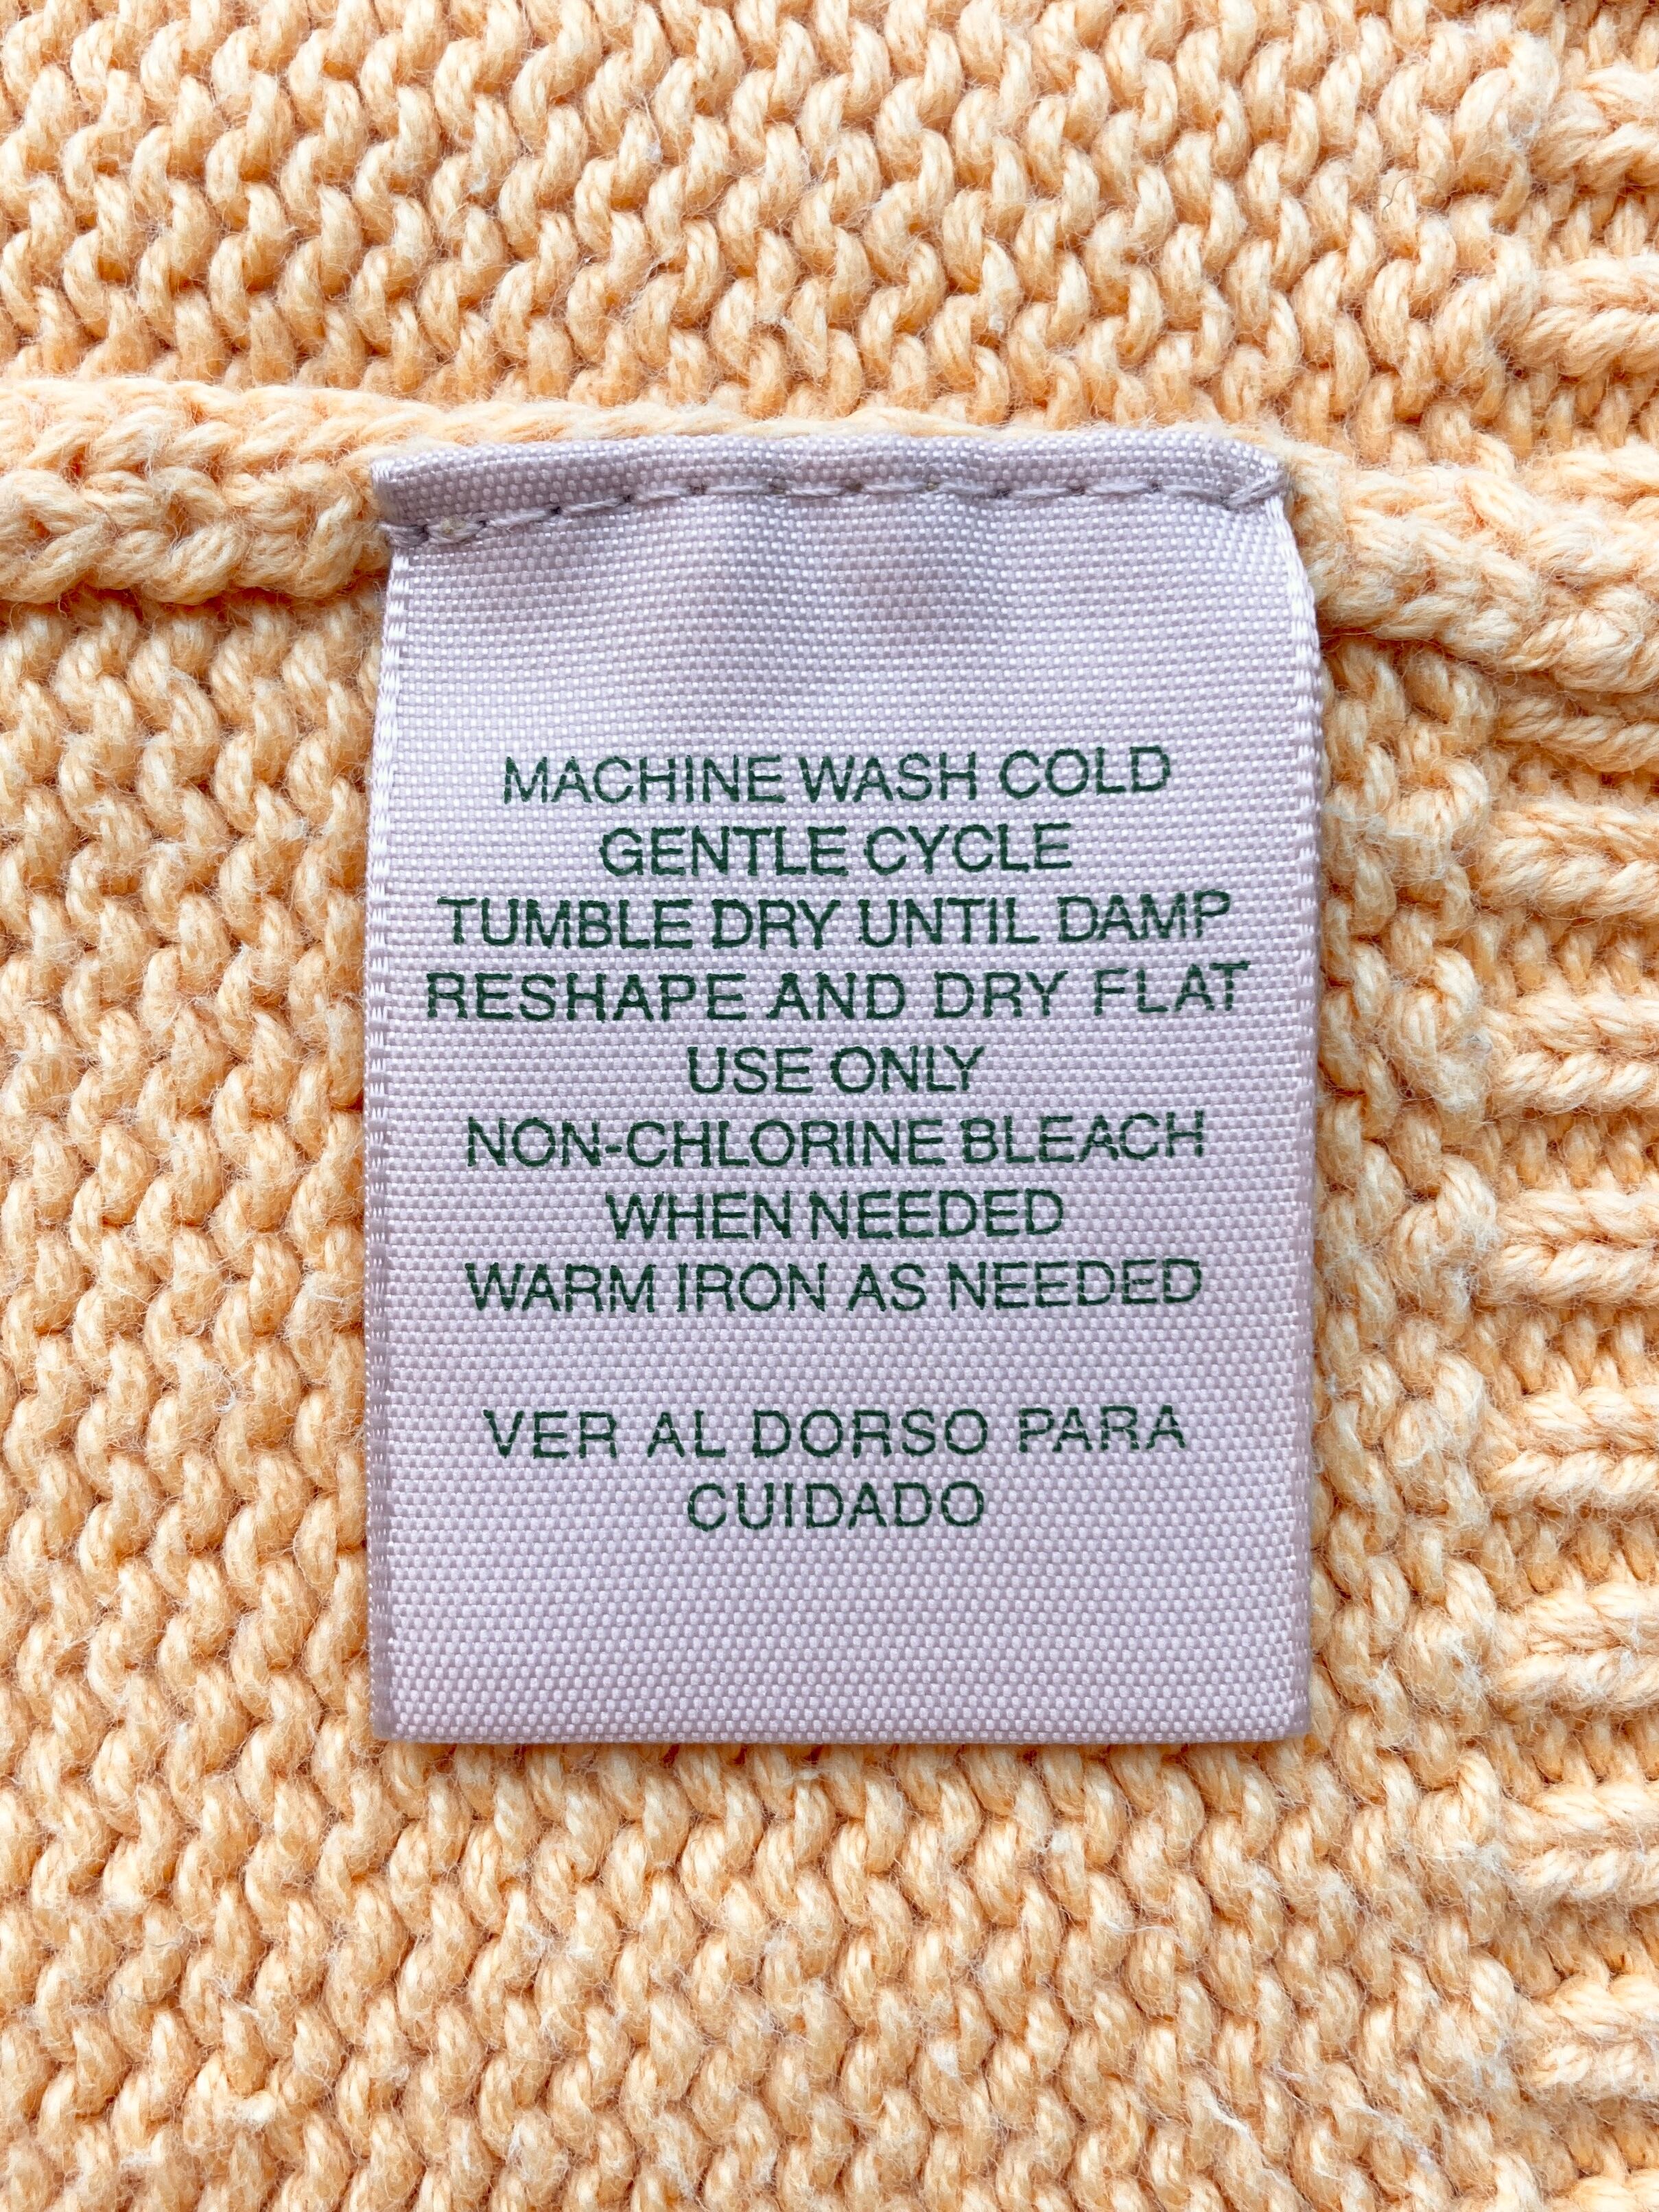 MACHINE WASH COLD
GENTLE CYCLE
TUMBLE DRY UNTIL DAMP
RESHAPE AND DRY FLAT
USE ONLY
NON-CHLORINE BLEACH
WHEN NEEDED
WARM IRON AS NEEDED
VER AL DORSO PARA
CUIDADO